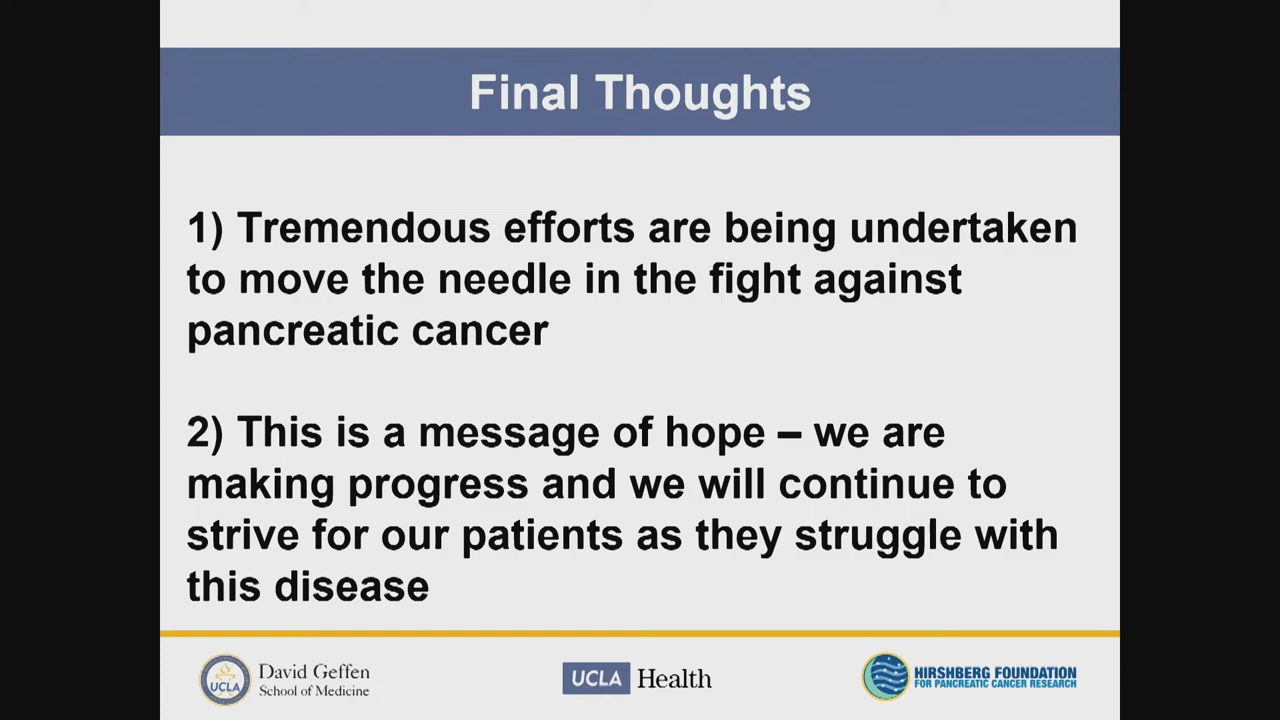 Final Thoughts
1) Tremendous efforts are being undertaken
to move the needle in the fight against
pancreatic cancer
2) This is a message of hope – we are
making progress and we will continue to
strive for our patients as they struggle with
this disease
UCLA
David Geffen
School of Medicine
UCLA Health
HIRSHBERG FOUNDATION
FOR PANCREATIC CANCER RESEARCH